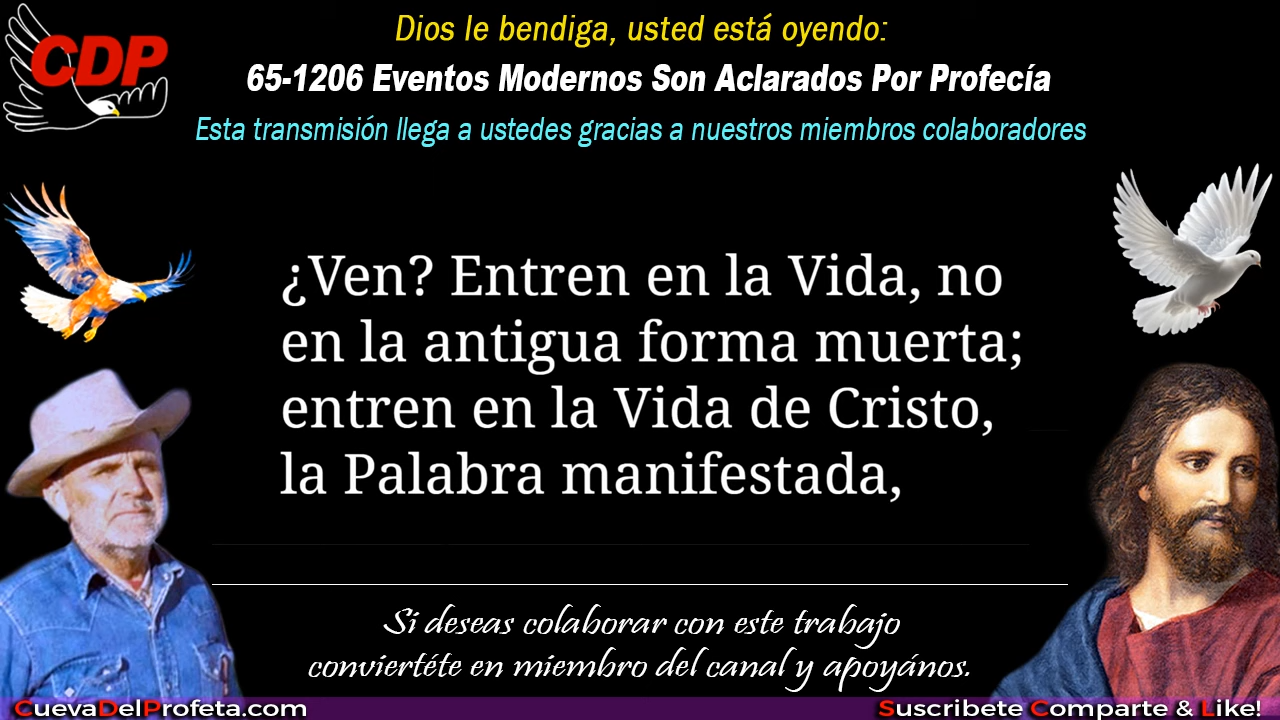 CDP
Dios le bendiga, usted está oyendo:
65-1206 Eventos Modernos Son Aclarados Por Profecía
Esta transmisión llega a ustedes gracias a nuestros miembros colaboradores
¿Ven? Entren en la Vida, no
en la antigua forma muerta;
entren en la Vida de Cristo,
la Palabra manifestada,
Si deseas colaborar con este trabajo
conviertéte en miembro del canal y apoyános.
CuevaDelProfeta.com
Suscribete Comparte & Like!